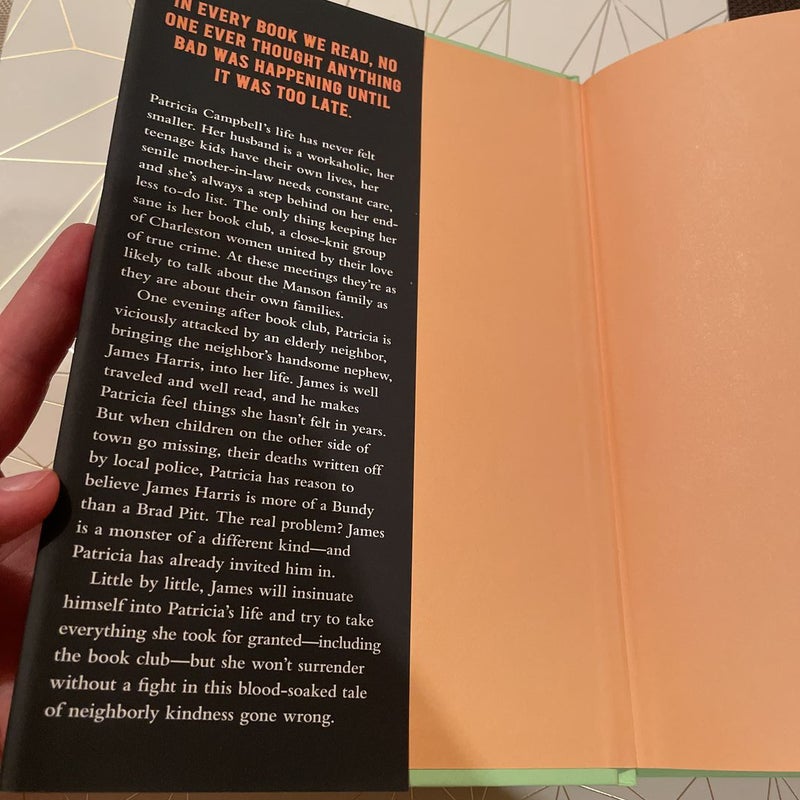 IN EVERY BOOK WE READ, NO
ONE EVER THOUGHT ANYTHING
BAD WAS HAPPENING UNTIL
IT WAS TOO LATE.
Patricia Campbell's life has never felt
smaller. Her husband is a workaholic, her
teenage kids have their own lives, her
senile mother-in-law needs constant care,
and she's always a step behind on her end-
less to-do list. The only thing keeping her
sane is her book club, a close-knit group
of Charleston women united by their love
of true crime. At these meetings they're as
likely to talk about the Manson family as
they are about their own families.
One evening after book club, Patricia is
viciously attacked by an elderly neighbor,
bringing the neighbor's handsome nephew,
James Harris, into her life. James is well
traveled and well read, and he makes
Patricia feel things she hasn't felt in years.
But when children on the other side of
town go missing, their deaths written off
by local police, Patricia has reason to
believe James Harris is more of a Bundy
than a Brad Pitt. The real problem? James
is a monster of a different kind—and
Patricia has already invited him in.
Little by little, James will insinuate
himself into Patricia's life and try to take
everything she took for granted—including
the book club—but she won't surrender
without a fight in this blood-soaked tale
of neighborly kindness gone wrong.